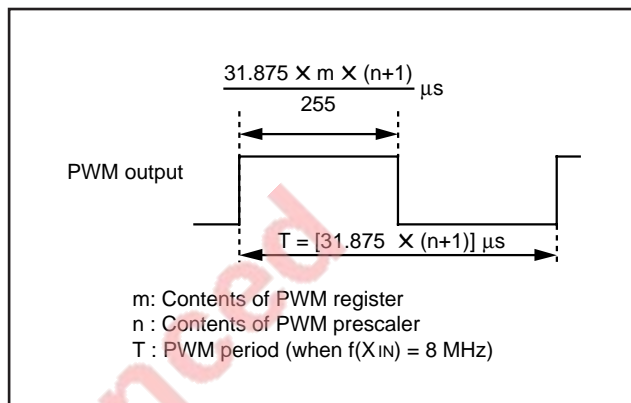 31.875 × m × (n+1)
255
μs
PWM output
T = [31.875 × (n+1)] μs
m: Contents of PWM register
n : Contents of PWM prescaler
T : PWM period (when f(XIN) = 8 MHz)
nced